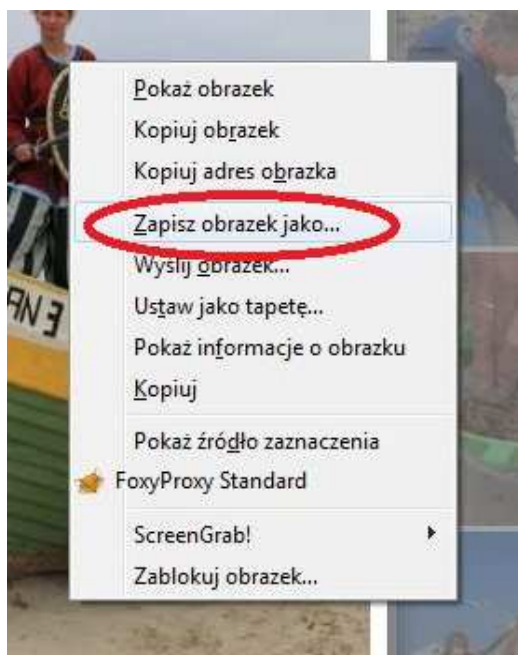 Pokaż obrazek
Kopiuj obrazek
Kopiuj adres obrazka
Zapisz obrazek jako...
Wyślij obrazek...
Ustaw jako tapetę...
Pokaż informacje o obrazku
Kopiuj
Pokaż źródło zaznaczenia
FoxyProxy Standard
ScreenGrab!
Zablokuj obrazek...